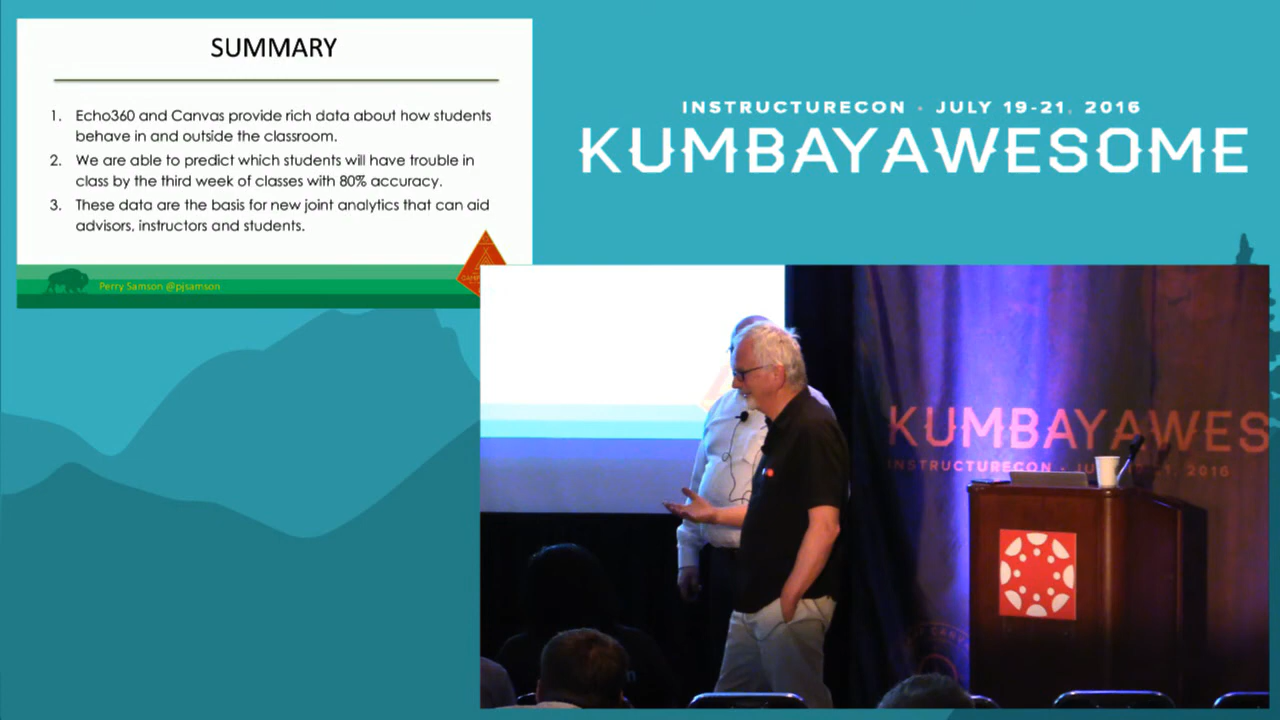 SUMMARY
1. Echo360 and Canvas provide rich data about how students
behave in and outside the classroom.
2. We are able to predict which students will have trouble in
class by the third week of classes with 80% accuracy.
3. These data are the basis for new joint analytics that can aid
advisors, instructors and students.
Perry Samson @pjsamson
INSTRUCTURECON • JULY 19-21, 2016
KUMBAYAWESOME
KUMBAYAWES
INSTRUCTURECON • JU 21, 2016